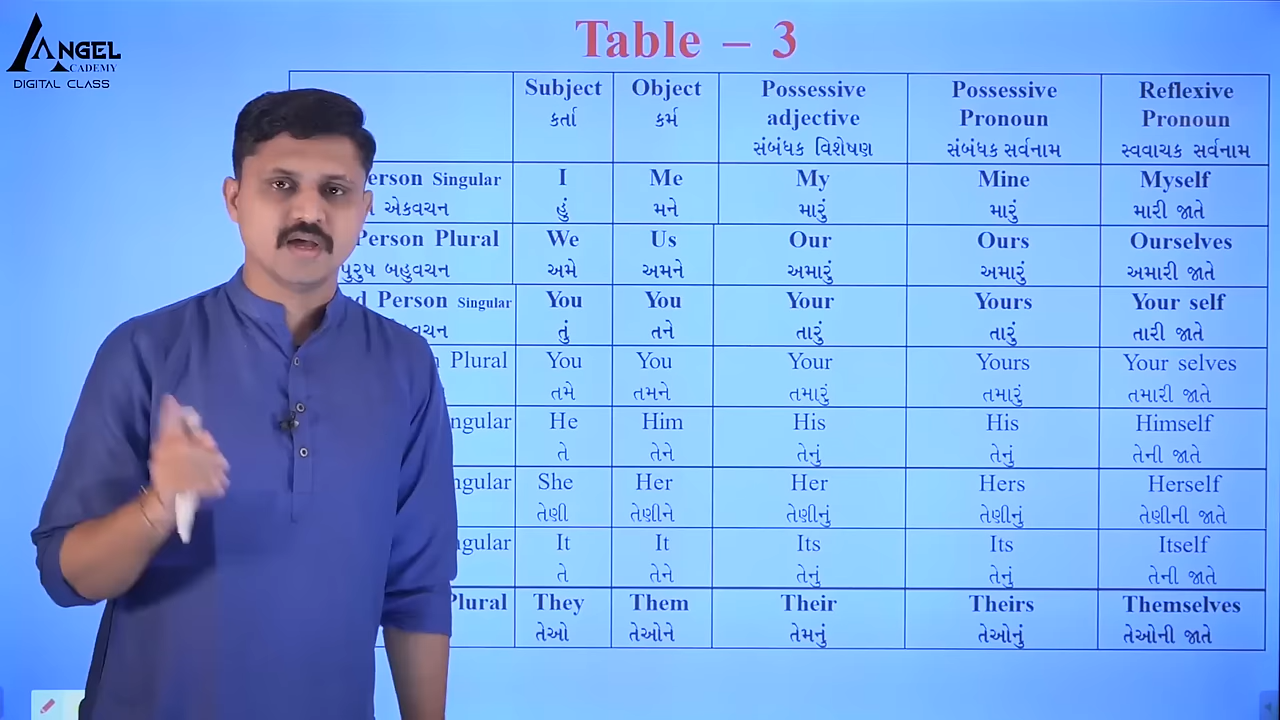 ANGEL
ACADEMY
DIGITAL CLASS
Table – 3
Subject Object Possessive Possessive Reflexive
કર્તા કર્મ adjective Pronoun Pronoun
સંબંધક વિશેષણ સંબંધક સર્વનામ સ્વવાચક સર્વનામ
Singular I Me My Mine Myself
એકવચન હું મને મારું મારું મારી જાતે
Person Plural We Us Our Ours Ourselves
બહુવચન અમે અમને અમારું અમારું અમારી જાતે
Person Singular You You Your Yours Your self
તું તને તારું તારું તારી જાતે
Plural You You Your Yours Your selves
તમે તમને તમારું તમારું તમારી જાતે
He Him His His Himself
તે તેને તેનું તેનું તેની જાતે
She Her Her Hers Herself
તેણી તેણીને તેણીનું તેણીનું તેણીની જાતે
It It Its Its Itself
તે તેને તેનું તેનું તેની જાતે
Plural They Them Their Theirs Themselves
તેઓ તેઓને તેમનું તેઓનું તેઓની જાતે